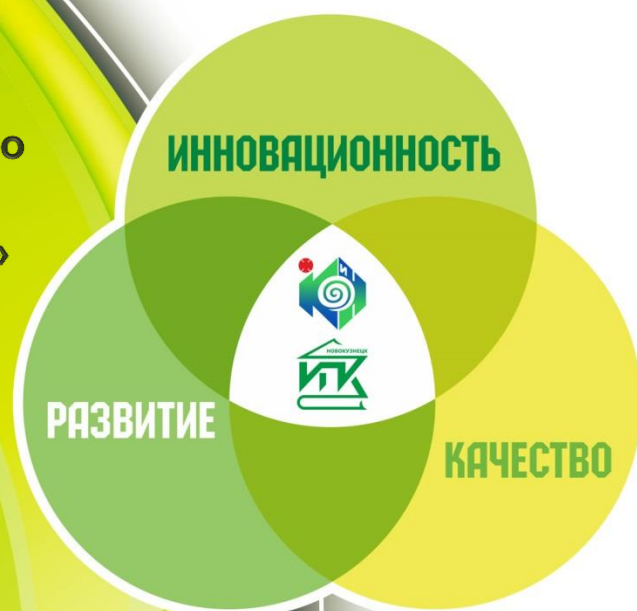 о
»
ИННОВАЦИОННОСТЬ
НОВОКУЗНЕЦК
ИПК
РАЗВИТИЕ
КАЧЕСТВО